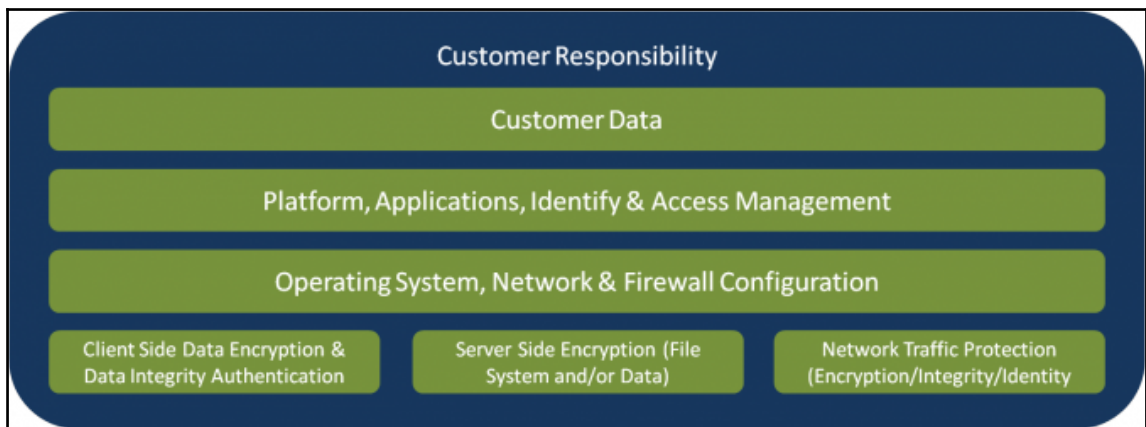 Customer Responsibility
Customer Data
Platform, Applications, Identify & Access Management
Operating System, Network & Firewall Configuration
Client Side Data Encryption &
Data Integrity Authentication
Server Side Encryption (File
System and/or Data)
Network Traffic Protection
(Encryption/Integrity/Identity